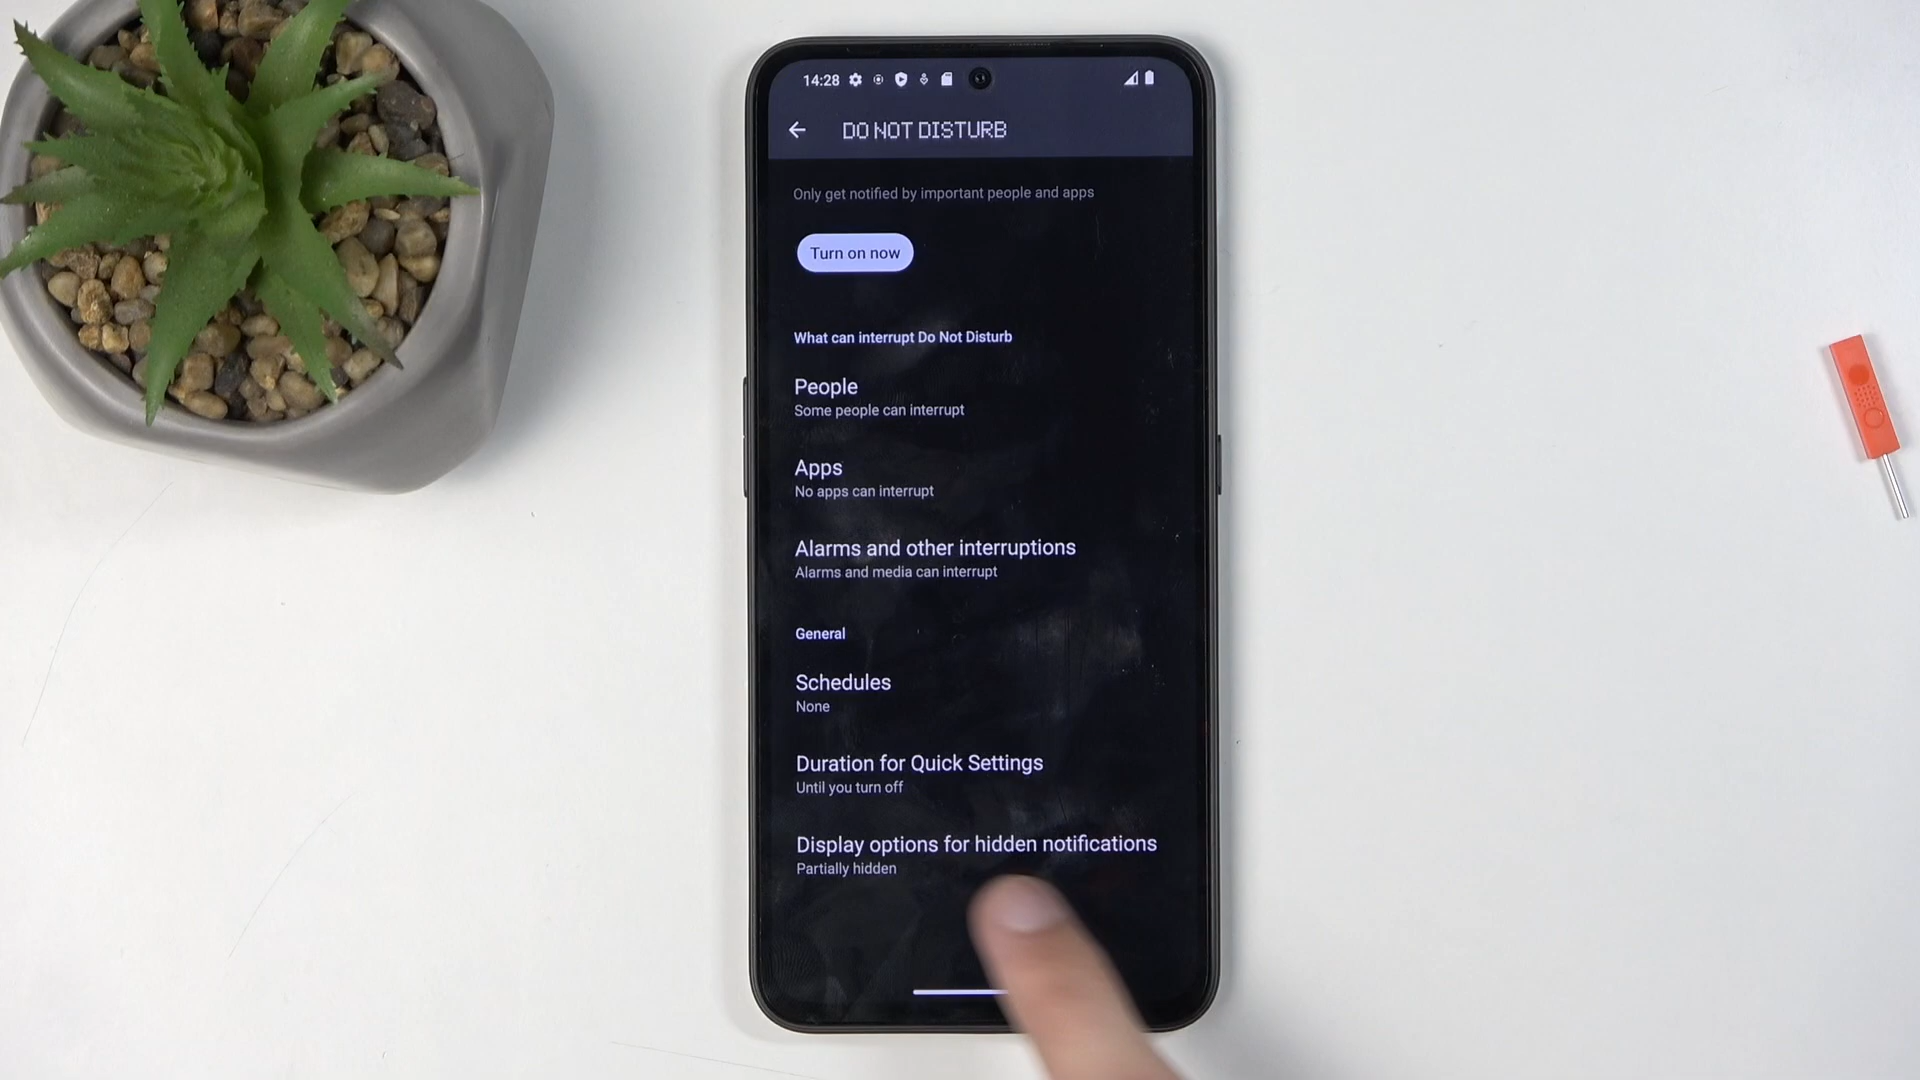 14:28
DO NOT DISTURB
Only get notified by important people and apps
Turn on now
What can interrupt Do Not Disturb
People
Some people can interrupt
Apps
No apps can interrupt
Alarms and other interruptions
Alarms and media can interrupt
General
Schedules
None
Duration for Quick Settings
Until you turn off
Display options for hidden notifications
Partially hidden